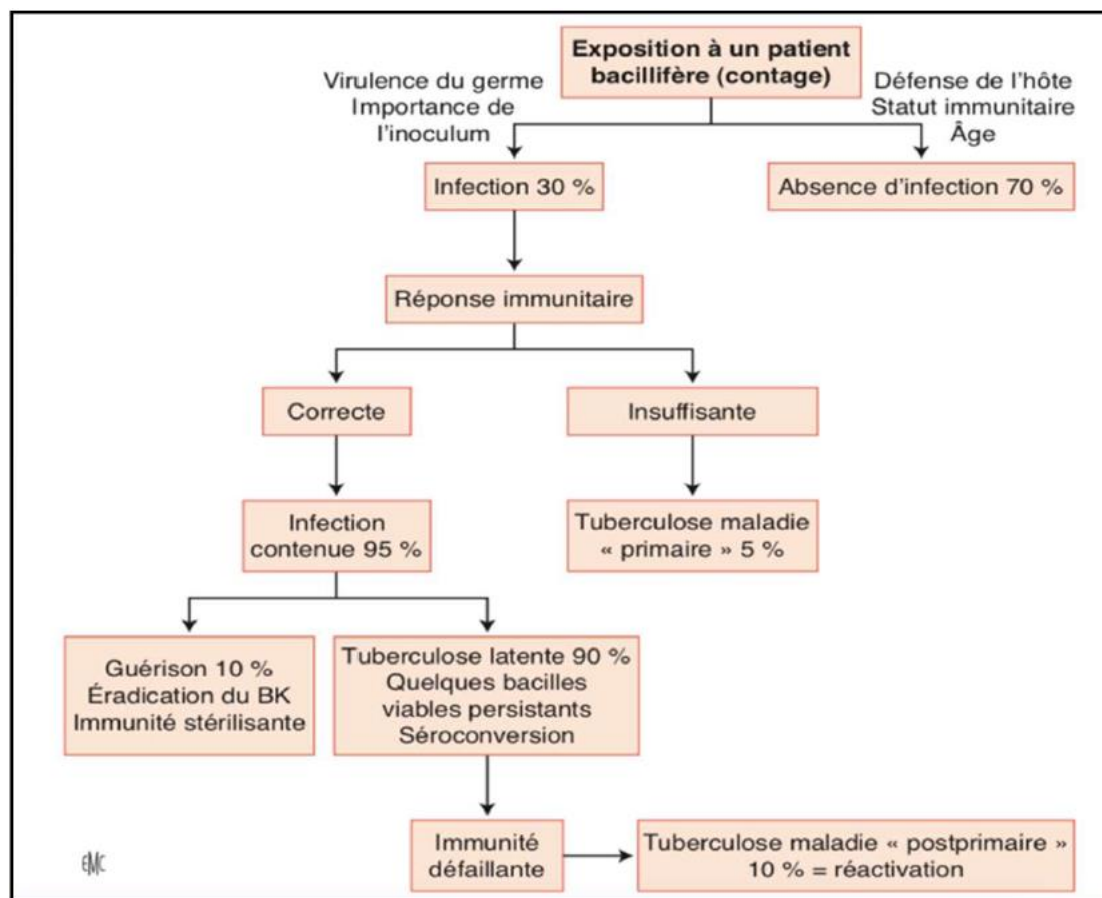 Exposition à un patient
bacillifère (contage)
Virulence du germe
Importance de
l'inoculum
Défense de l'hôte
Statut immunitaire
Âge
Infection 30 %
Absence d'infection 70 %
Réponse immunitaire
Correcte
Insuffisante
Infection
contenue 95 %
Tuberculose maladie
« primaire » 5 %
Guérison 10 %
Éradication du BK
Immunité stérilisante
Tuberculose latente 90 %
Quelques bacilles
viables persistants
Séroconversion
Immunité
défaillante
Tuberculose maladie « postprimaire »
10 % = réactivation
EMC